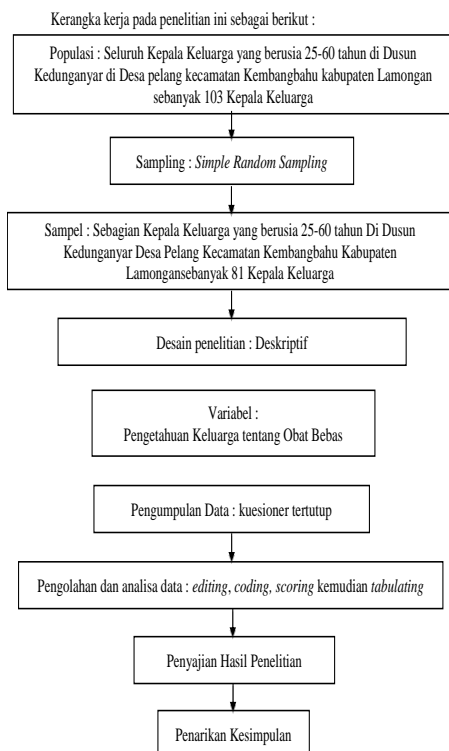 Kerangka kerja pada penelitian ini sebagai berikut :
Populasi : Seluruh Kepala Keluarga yang berusia 25-60 tahun di Dusun
Kedunganyar di Desa pelang kecamatan Kembangbahu kabupaten Lamongan
sebanyak 103 Kepala Keluarga
Sampling : Simple Random Sampling
Sampel : Sebagian Kepala Keluarga yang berusia 25-60 tahun Di Dusun
Kedunganyar Desa Pelang Kecamatan Kembangbahu Kabupaten
Lamongansebanyak 81 Kepala Keluarga
Desain penelitian : Deskriptif
Variabel :
Pengetahuan Keluarga tentang Obat Bebas
Pengumpulan Data : kuesioner tertutup
Pengolahan dan analisa data : editing, coding, scoring kemudian tabulating
Penyajian Hasil Penelitian
Penarikan Kesimpulan